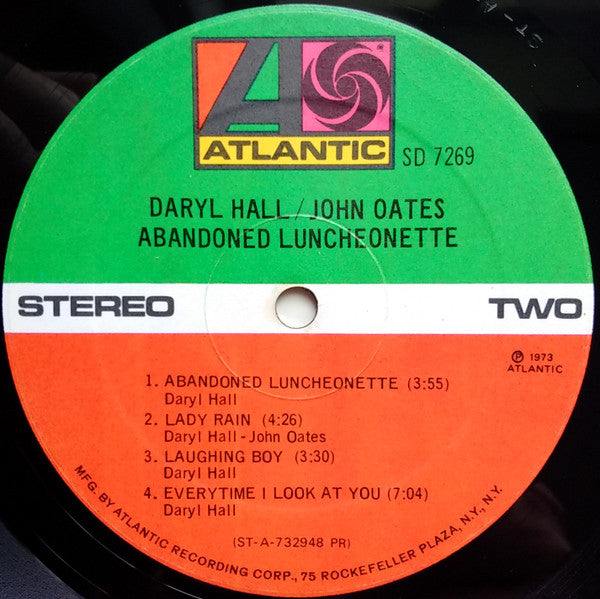 ATLANTIC
SD 7269
DARYL HALL/JOHN OATES
ABANDONED LUNCHEONETTE
STEREO
TWO
℗ 1973
ATLANTIC
1. ABANDONED LUNCHEONETTE (3:55)
Daryl Hall
2. LADY RAIN (4:26)
Daryl Hall - John Oates
3. LAUGHING BOY (3:30)
Daryl Hall
4. EVERYTIME I LOOK AT YOU (7:04)
Daryl Hall
(ST-A-732948 PR)
MFG. BY ATLANTIC RECORDING CORP., 75 ROCKEFELLER PLAZA, N.Y., N.Y.